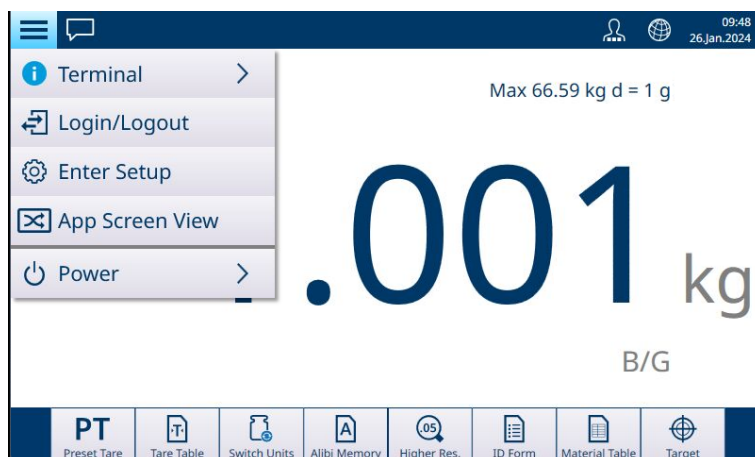 09:48
26.Jan.2024
Terminal
Login/Logout
Enter Setup
App Screen View
Power
Max 66.59 kg d = 1 g
.001 kg
B/G
PT
Preset Tare
T
Tare Table
Switch Units
A
Alibi Memory
.05
Higher Res.
ID Form
Material Table
Target